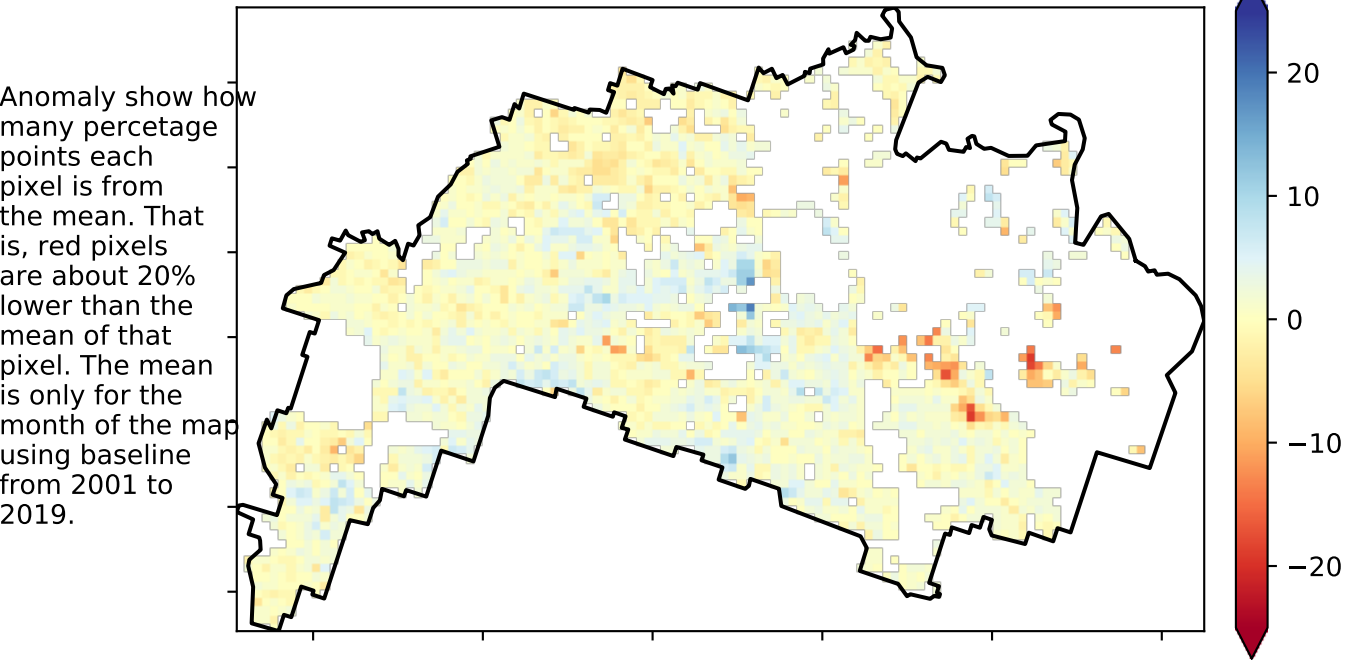 Anomaly show how
many percetage
points each
pixel is from
the mean. That
is, red pixels
are about 20%
lower than the
mean of that
pixel. The mean
is only for the
month of the map
using baseline
from 2001 to
2019.
20
10
0
−10
−20